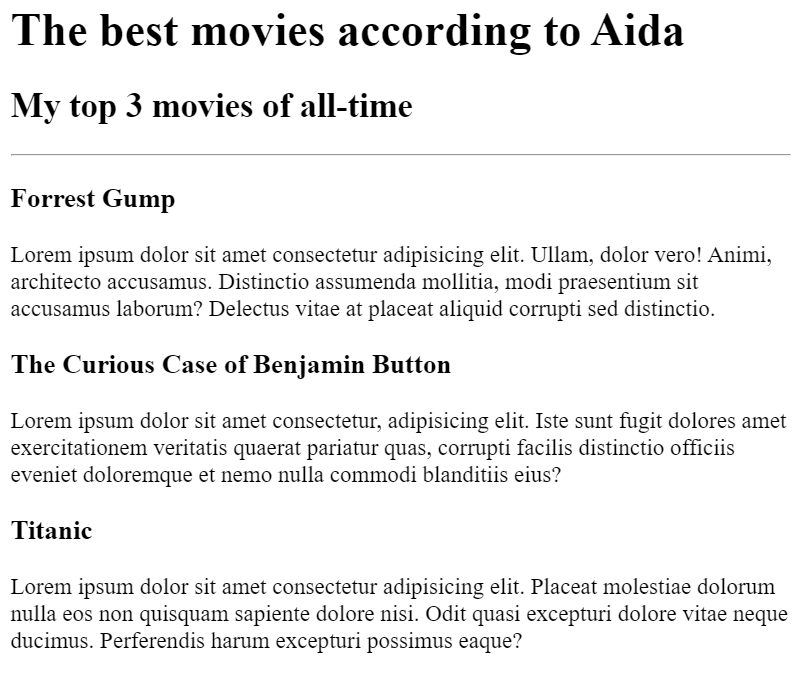 The best movies according to Aida
My top 3 movies of all-time
Forrest Gump
Lorem ipsum dolor sit amet consectetur adipisicing elit. Ullam, dolor vero! Animi,
architecto accusamus. Distinctio assumenda mollitia, modi praesentium sit
accusamus laborum? Delectus vitae at placeat aliquid corrupti sed distinctio.
The Curious Case of Benjamin Button
Lorem ipsum dolor sit amet consectetur, adipisicing elit. Iste sunt fugit dolores amet
exercitationem veritatis quaerat pariatur quas, corrupti facilis distinctio officiis
eveniet doloremque et nemo nulla commodi blanditiis eius?
Titanic
Lorem ipsum dolor sit amet consectetur adipisicing elit. Placeat molestiae dolorum
nulla eos non quisquam sapiente dolore nisi. Odit quasi excepturi dolore vitae neque
ducimus. Perferendis harum excepturi possimus eaque?